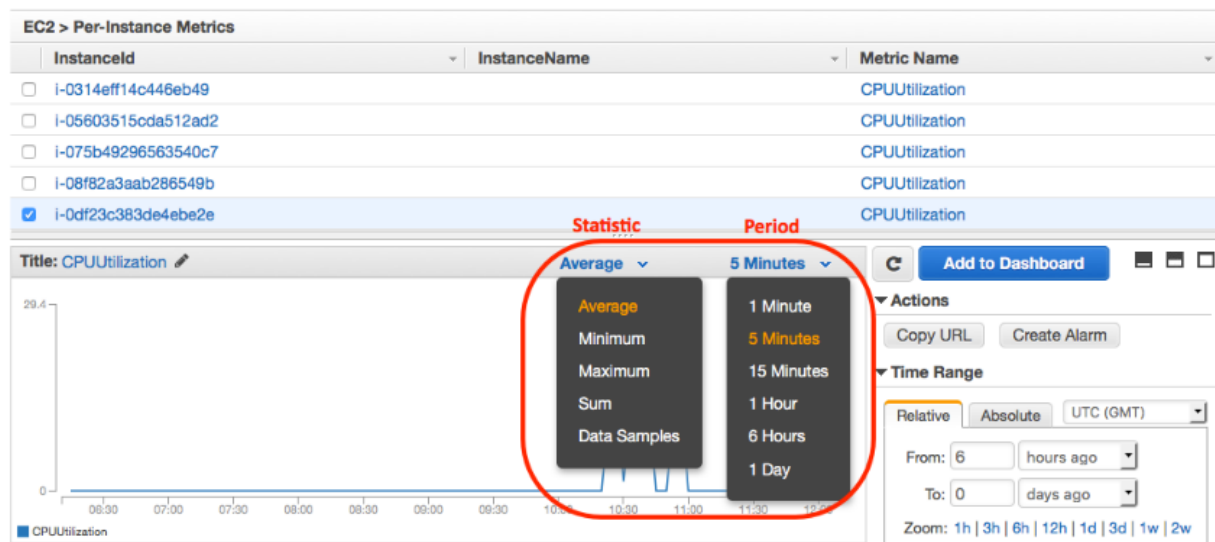 EC2 > Per-Instance Metrics
InstanceId InstanceName Metric Name
i-0314eff14c446eb49 CPUUtilization
i-05603515cda512ad2 CPUUtilization
i-075b49296563540c7 CPUUtilization
i-08f82a3aab286549b CPUUtilization
i-0df23c383de4ebe2e CPUUtilization
Statistic Period
Title: CPUUtilization Average 5 Minutes Add to Dashboard
29.4
Average 1 Minute Actions
Minimum 5 Minutes Copy URL Create Alarm
Maximum 15 Minutes Time Range
Sum 1 Hour Relative Absolute UTC (GMT)
Data Samples 6 Hours From: 6 hours ago
1 Day
0 To: 0 days ago
06:30 07:00 07:30 08:00 08:30 09:00 09:30 10:00 10:30 11:00 11:30 12:00
CPUUtilization Zoom: 1h | 3h | 6h | 12h | 1d | 3d | 1w | 2w